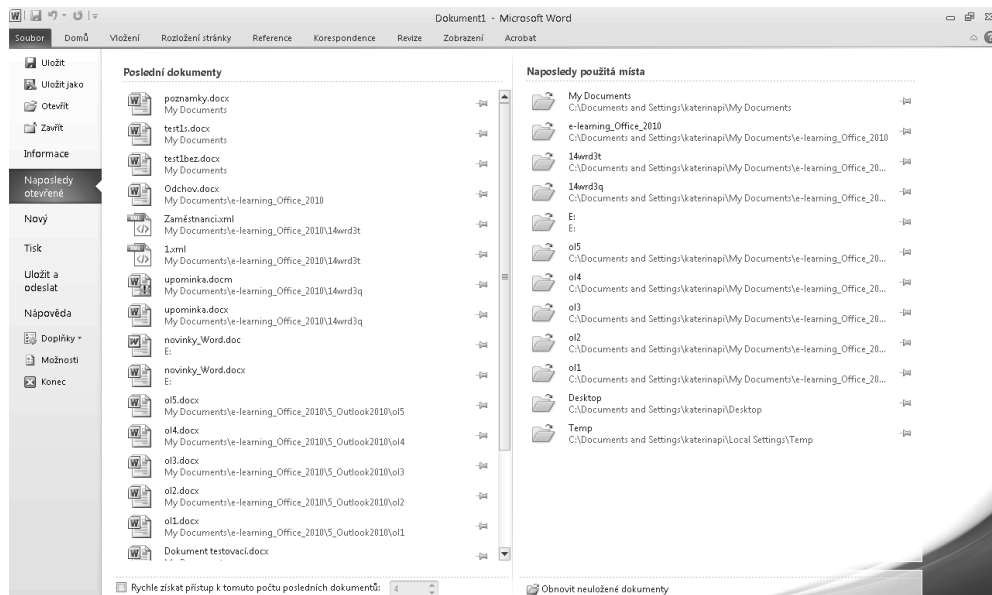 Dokument1 - Microsoft Word
Soubor Domů Vložení Rozložení stránky Reference Korespondence Revize Zobrazení Acrobat
Uložit
Uložit jako
Otevřít
Zavřít
Informace
Naposledy
otevřené
Nový
Tisk
Uložit a
odeslat
Nápověda
Doplňky
Možnosti
Konec
Poslední dokumenty
poznamky.docx
My Documents
test1s.docx
My Documents
test1bez.docx
My Documents
Odchov.docx
My Documents\e-learning_Office_2010
Zaměstnanci.xml
My Documents\e-learning_Office_2010\14wrd3t
1.xml
My Documents\e-learning_Office_2010\14wrd3t
upominka.docm
My Documents\e-learning_Office_2010\14wrd3q
upominka.docx
My Documents\e-learning_Office_2010\14wrd3q
novinky_Word.doc
E:
novinky_Word.docx
E:
ol5.docx
My Documents\e-learning_Office_2010\5_Outlook2010\ol5
ol4.docx
My Documents\e-learning_Office_2010\5_Outlook2010\ol4
ol3.docx
My Documents\e-learning_Office_2010\5_Outlook2010\ol3
ol2.docx
My Documents\e-learning_Office_2010\5_Outlook2010\ol2
ol1.docx
My Documents\e-learning_Office_2010\5_Outlook2010\ol1
Dokument testovací.docx
Rychle získat přístup k tomuto počtu posledních dokumentů: 4
Naposledy použitá místa
My Documents
C:\Documents and Settings\katerinapi\My Documents
e-learning_Office_2010
C:\Documents and Settings\katerinapi\My Documents\e-learning_Office_2010
14wrd3t
C:\Documents and Settings\katerinapi\My Documents\e-learning_Office_20...
14wrd3q
C:\Documents and Settings\katerinapi\My Documents\e-learning_Office_20...
E:
E:
ol5
C:\Documents and Settings\katerinapi\My Documents\e-learning_Office_20...
ol4
C:\Documents and Settings\katerinapi\My Documents\e-learning_Office_20...
ol3
C:\Documents and Settings\katerinapi\My Documents\e-learning_Office_20...
ol2
C:\Documents and Settings\katerinapi\My Documents\e-learning_Office_20...
ol1
C:\Documents and Settings\katerinapi\My Documents\e-learning_Office_20...
Desktop
C:\Documents and Settings\katerinapi\Desktop
Temp
C:\Documents and Settings\katerinapi\Local Settings\Temp
Obnovit neuložené dokumenty